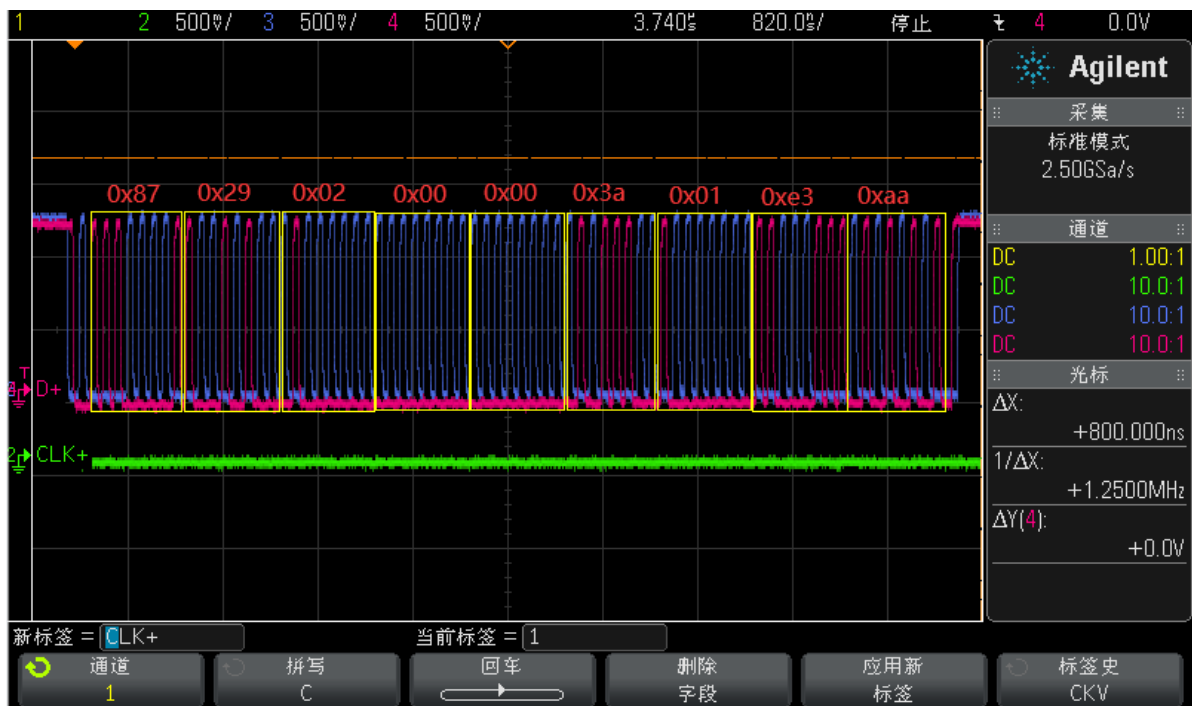 1 2 500mV/ 3 500mV/ 4 500mV/ 3.740us 820.0ns/ 停止 4 0.0V
Agilent
采集
标准模式
2.50GSa/s
通道
DC 1.00:1
DC 10.0:1
DC 10.0:1
DC 10.0:1
光标
ΔX:
+800.000ns
1/ΔX:
+1.2500MHz
ΔY(4):
+0.0V
0x87 0x29 0x02 0x00 0x00 0x3a 0x01 0xe3 0xaa
T
D+
2 CLK+
新标签 = CLK+ 当前标签 = 1
通道 拼写 回车 删除 应用新 标签史
1 C 字段 标签 CKV